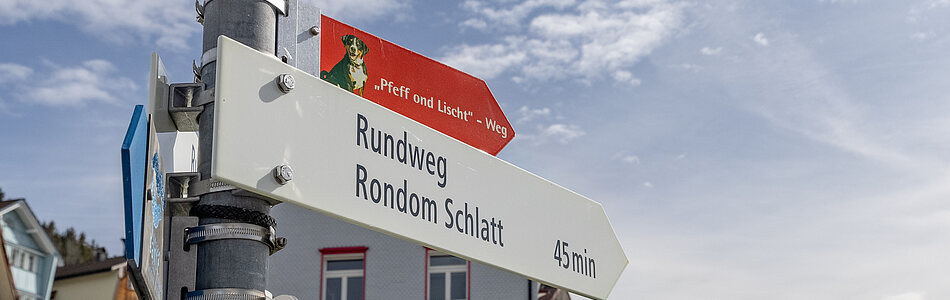 „Pfeff ond Lischt“ – Weg
Rundweg
Rondom Schlatt
45 min
R